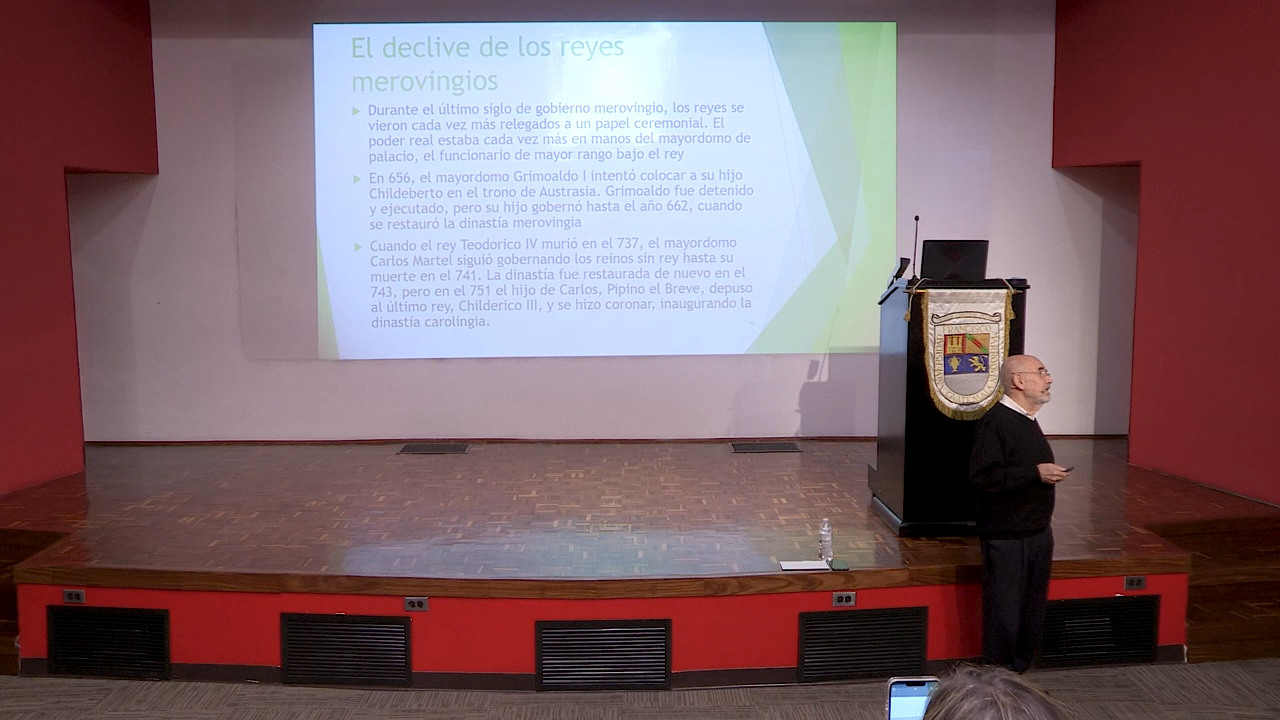 El declive de los reyes
merovingios
Durante el último siglo de gobierno merovingio, los reyes se
vieron cada vez más relegados a un papel ceremonial. El
poder real estaba cada vez más en manos del mayordomo de
palacio, el funcionario de mayor rango bajo el rey
En 656, el mayordomo Grimoaldo I intentó colocar a su hijo
Childeberto en el trono de Austrasia. Grimoaldo fue detenido
y ejecutado, pero su hijo gobernó hasta el año 662, cuando
se restauró la dinastía merovingia
Cuando el rey Teodorico IV murió en el 737, el mayordomo
Carlos Martel siguió gobernando los reinos sin rey hasta su
muerte en el 741. La dinastía fue restaurada de nuevo en el
743, pero en el 751 el hijo de Carlos, Pipino el Breve, depuso
al último rey, Childerico III, y se hizo coronar, inaugurando la
dinastía carolingia.
FRANCISCO